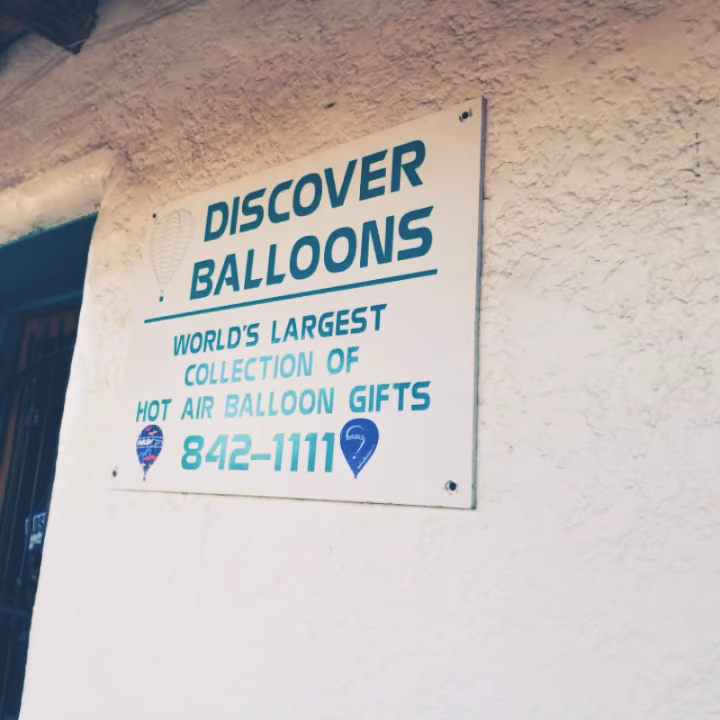 DISCOVER
BALLOONS
WORLD'S LARGEST
COLLECTION OF
HOT AIR BALLOON GIFTS
842-1111